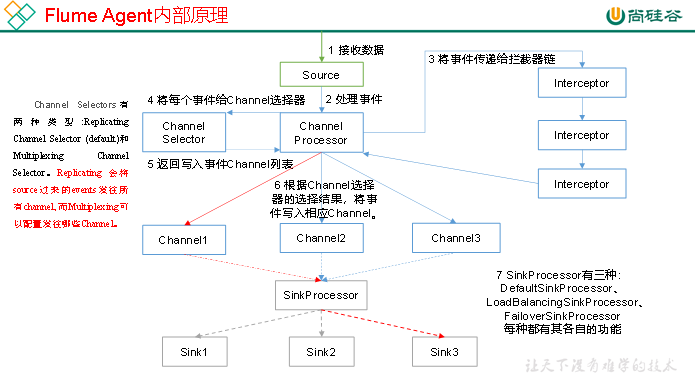 Flume Agent内部原理
尚硅谷
1 接收数据
Source
3 将事件传递给拦截器链
2 处理事件
4 将每个事件给Channel选择器
Channel
Selector
Channel
Processor
Interceptor
Interceptor
Interceptor
5 返回写入事件Channel列表
Channel Selectors有
两种类型:Replicating
Channel Selector (default)和
Multiplexing Channel
Selector。Replicating 会将
source过来的events发往所
有channel,而Multiplexing可
以配置发往哪些Channel。
6 根据Channel选择
器的选择结果，将事
件写入相应Channel。
Channel1
Channel2
Channel3
SinkProcessor
7 SinkProcessor有三种：
DefaultSinkProcessor、
LoadBalancingSinkProcessor、
FailoverSinkProcessor
每种都有其各自的功能
Sink1
Sink2
Sink3
让天下没有难学的技术